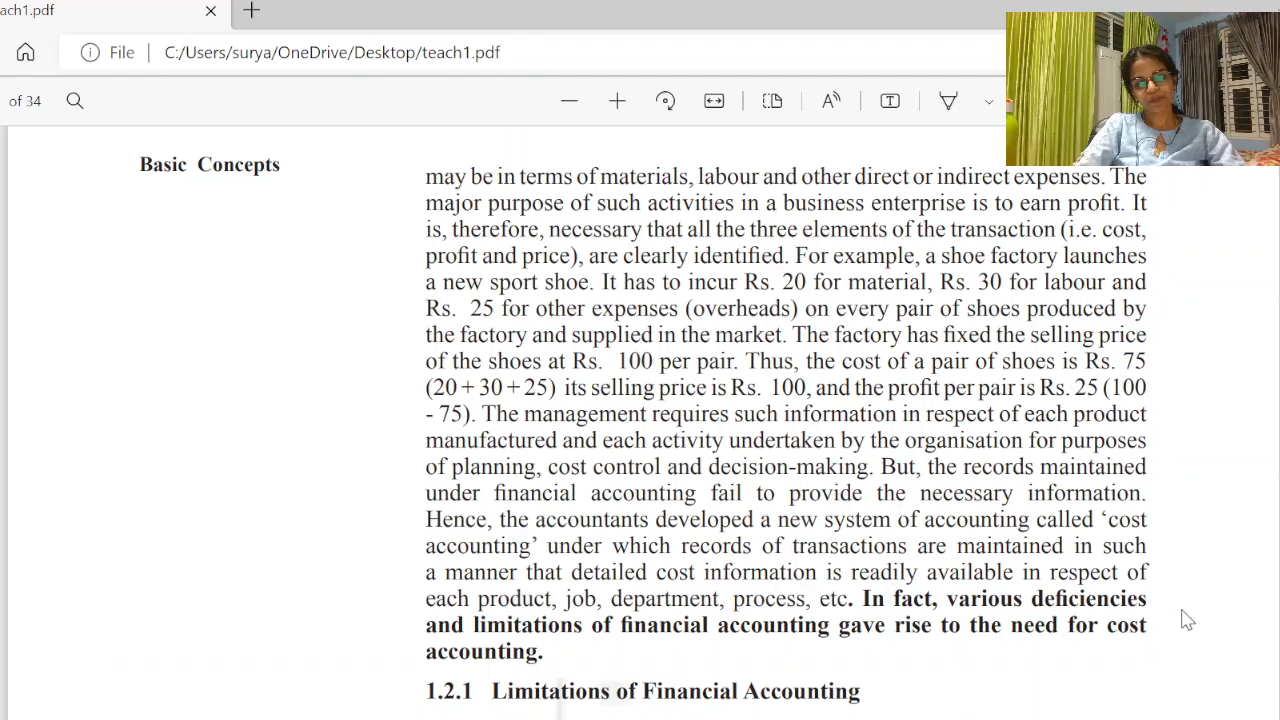 ach1.pdf
File
C:/Users/surya/OneDrive/Desktop/teach1.pdf
of 34
Basic Concepts
may be in terms of materials, labour and other direct or indirect expenses. The
major purpose of such activities in a business enterprise is to earn profit. It
is, therefore, necessary that all the three elements of the transaction (i.e. cost,
profit and price), are clearly identified. For example, a shoe factory launches
a new sport shoe. It has to incur Rs. 20 for material, Rs. 30 for labour and
Rs. 25 for other expenses (overheads) on every pair of shoes produced by
the factory and supplied in the market. The factory has fixed the selling price
of the shoes at Rs. 100 per pair. Thus, the cost of a pair of shoes is Rs. 75
(20 + 30 + 25) its selling price is Rs. 100, and the profit per pair is Rs. 25 (100
- 75). The management requires such information in respect of each product
manufactured and each activity undertaken by the organisation for purposes
of planning, cost control and decision-making. But, the records maintained
under financial accounting fail to provide the necessary information.
Hence, the accountants developed a new system of accounting called ‘cost
accounting’ under which records of transactions are maintained in such
a manner that detailed cost information is readily available in respect of
each product, job, department, process, etc. In fact, various deficiencies
and limitations of financial accounting gave rise to the need for cost
accounting.
1.2.1 Limitations of Financial Accounting